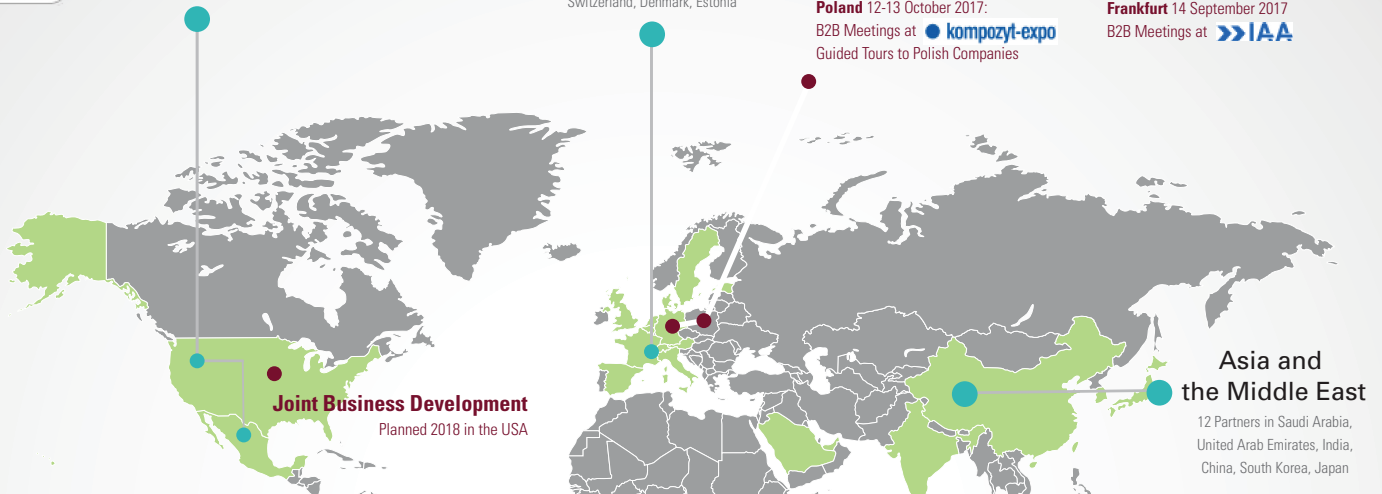 Switzerland, Denmark, Estonia
Poland 12-13 October 2017:
B2B Meetings at kompozyt-expo
Guided Tours to Polish Companies
Frankfurt 14 September 2017
B2B Meetings at IAA
Joint Business Development
Planned 2018 in the USA
Asia and
the Middle East
12 Partners in Saudi Arabia,
United Arab Emirates, India,
China, South Korea, Japan